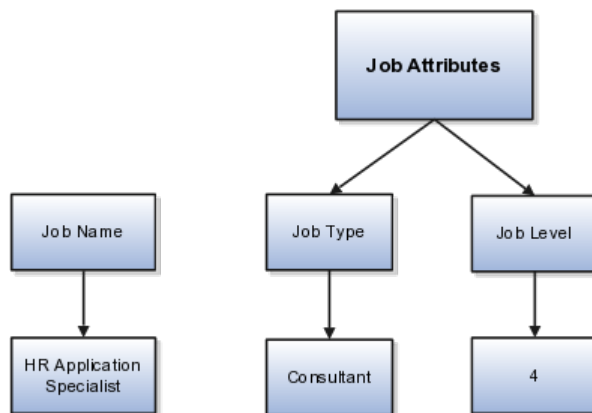 Job Attributes
Job Name
Job Type
Job Level
HR Application
Specialist
Consultant
4